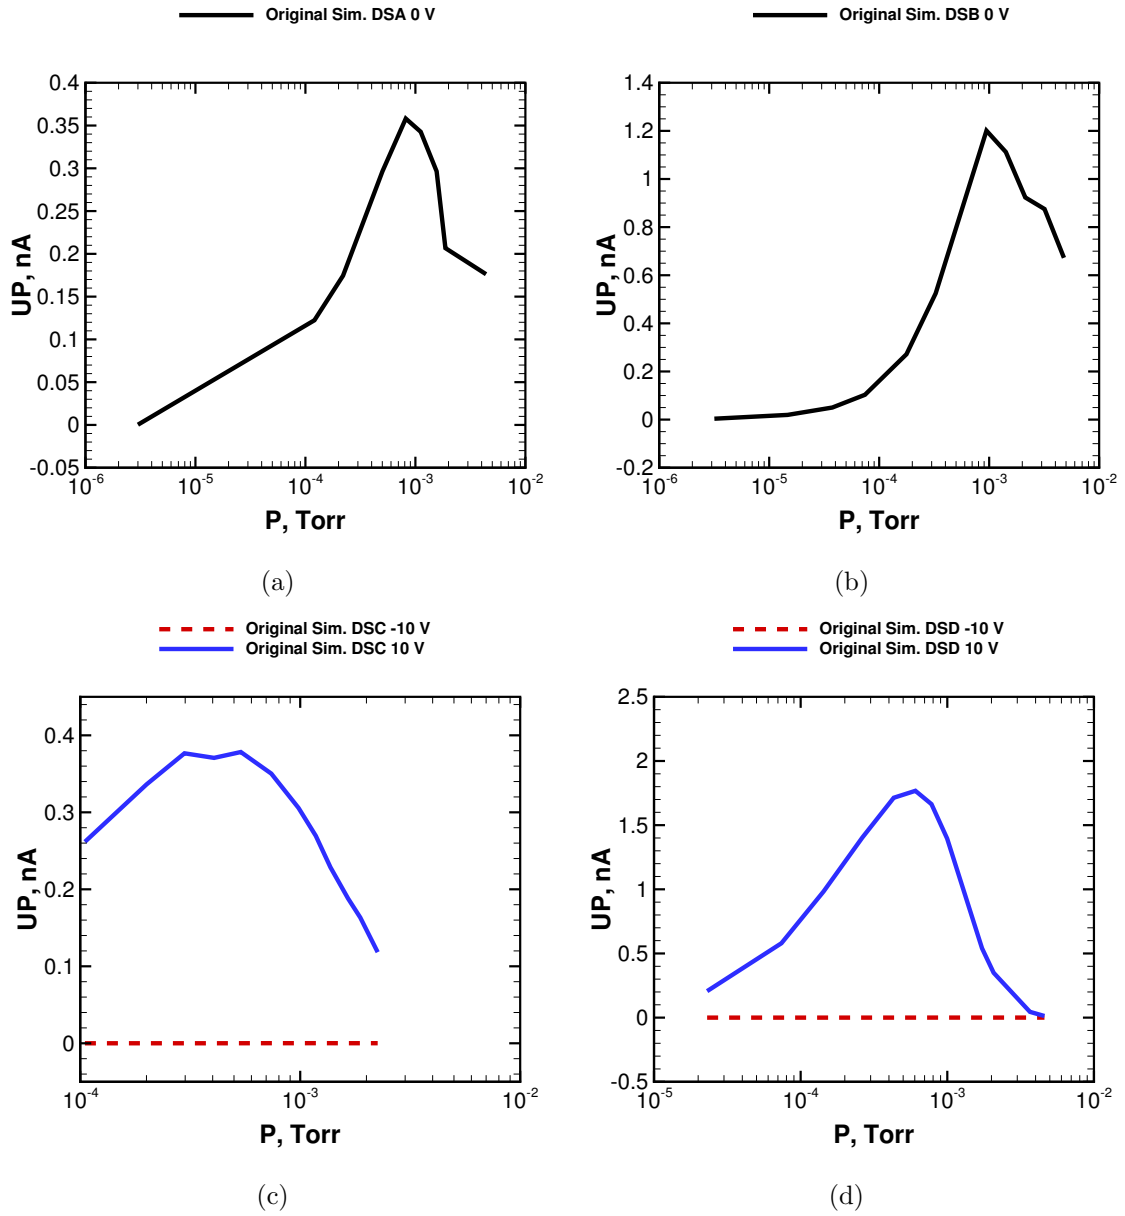 Original Sim. DSA 0 V
UP, nA
0.4
0.35
0.3
0.25
0.2
0.15
0.1
0.05
0
-0.05
10-6 10-5 10-4 10-3 10-2
P, Torr
(a)
Original Sim. DSB 0 V
UP, nA
1.4
1.2
1
0.8
0.6
0.4
0.2
0
-0.2
10-6 10-5 10-4 10-3 10-2
P, Torr
(b)
Original Sim. DSC -10 V
Original Sim. DSC 10 V
UP, nA
0.4
0.3
0.2
0.1
0
10-4 10-3 10-2
P, Torr
(c)
Original Sim. DSD -10 V
Original Sim. DSD 10 V
UP, nA
2.5
2
1.5
1
0.5
0
-0.5
10-5 10-4 10-3 10-2
P, Torr
(d)